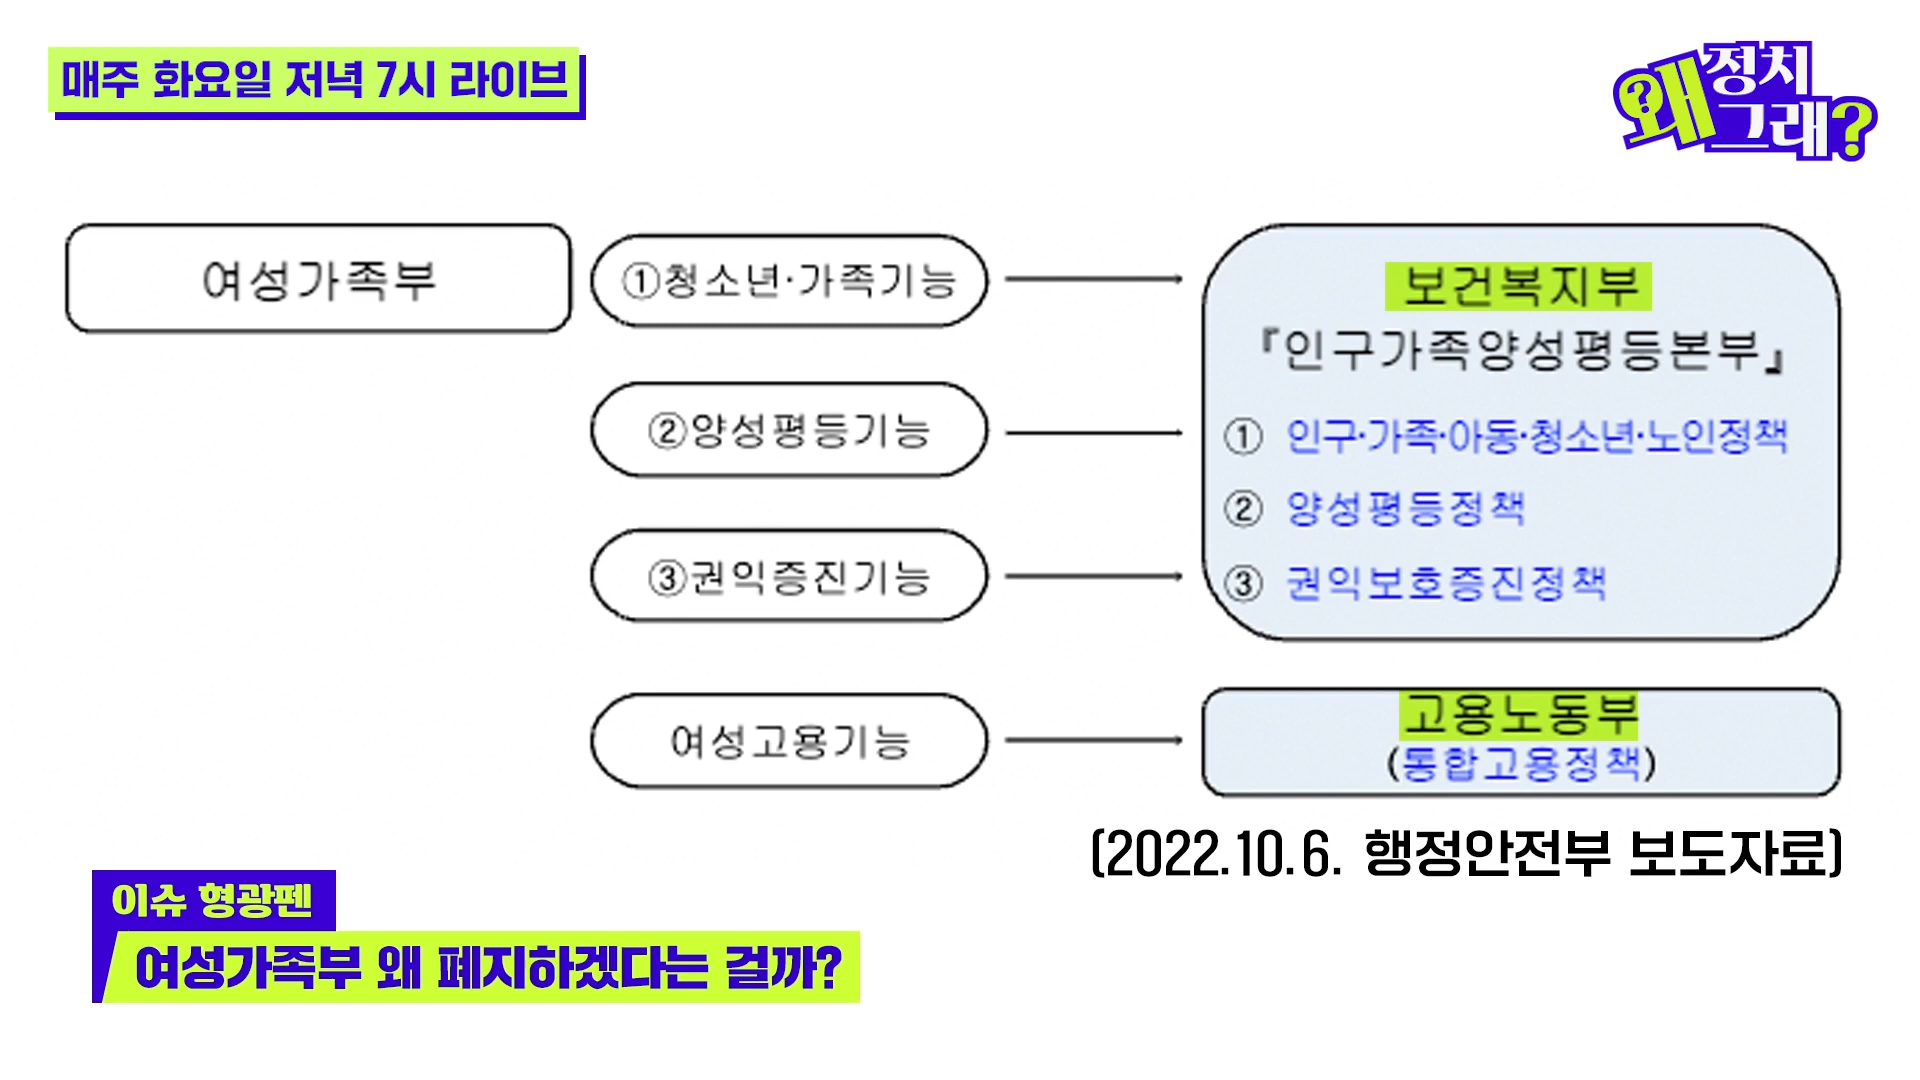 매주 화요일 저녁 7시 라이브
왜 정치
그래?
여성가족부
①청소년·가족기능
②양성평등기능
③권익증진기능
여성고용기능
보건복지부
『인구가족양성평등본부』
① 인구·가족·아동·청소년·노인정책
② 양성평등정책
③ 권익보호증진정책
고용노동부
(통합고용정책)
(2022.10.6. 행정안전부 보도자료)
이슈 형광펜
여성가족부 왜 폐지하겠다는 걸까?